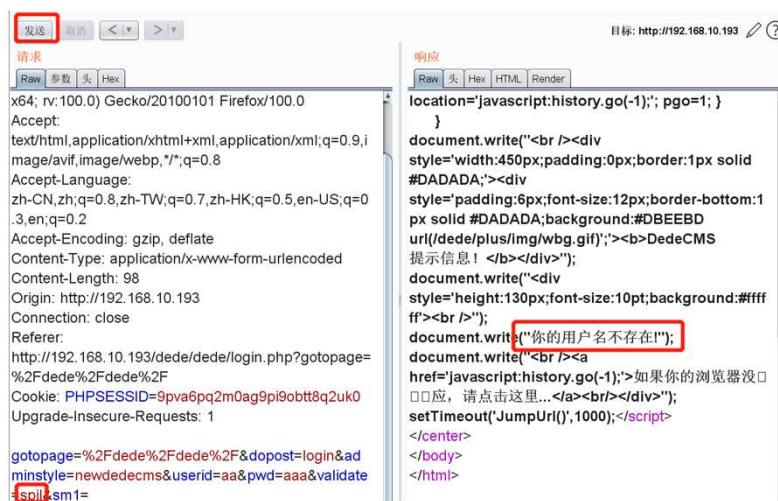 发送 取消 < >
目标: http://192.168.10.193
请求
Raw 参数 头 Hex
x64; rv:100.0) Gecko/20100101 Firefox/100.0
Accept:
text/html,application/xhtml+xml,application/xml;q=0.9,i
mage/avif,image/webp,*/*;q=0.8
Accept-Language:
zh-CN,zh;q=0.8,zh-TW;q=0.7,zh-HK;q=0.5,en-US;q=0
.3,en;q=0.2
Accept-Encoding: gzip, deflate
Content-Type: application/x-www-form-urlencoded
Content-Length: 98
Origin: http://192.168.10.193
Connection: close
Referer:
http://192.168.10.193/dede/dede/login.php?gotopage=
%2Fdede%2Fdede%2F
Cookie: PHPSESSID=9pva6pq2m0ag9pi9obtt8q2uk0
Upgrade-Insecure-Requests: 1
gotopage=%2Fdede%2Fdede%2F&dopost=login&ad
minstyle=newdedecms&userid=aa&pwd=aaa&validate
=spil&sm1=
响应
Raw 头 Hex HTML Render
location='javascript:history.go(-1);'; pgo=1; }
}
document.write("<br /><div
style='width:450px;padding:0px;border:1px solid
#DADADA;'><div
style='padding:6px;font-size:12px;border-bottom:1
px solid #DADADA;background:#DBEEBD
url(/dede/plus/img/wbg.gif)';'><b>DedeCMS
提示信息！</b></div>");
document.write("<div
style='height:130px;font-size:10pt;background:#ffff
ff'><br />");
document.write("你的用户名不存在!");
document.write("<br /><a
href='javascript:history.go(-1);'>如果你的浏览器没□
□□应，请点击这里...</a><br/></div>");
setTimeout('JumpUrl()',1000);</script>
</center>
</body>
</html>